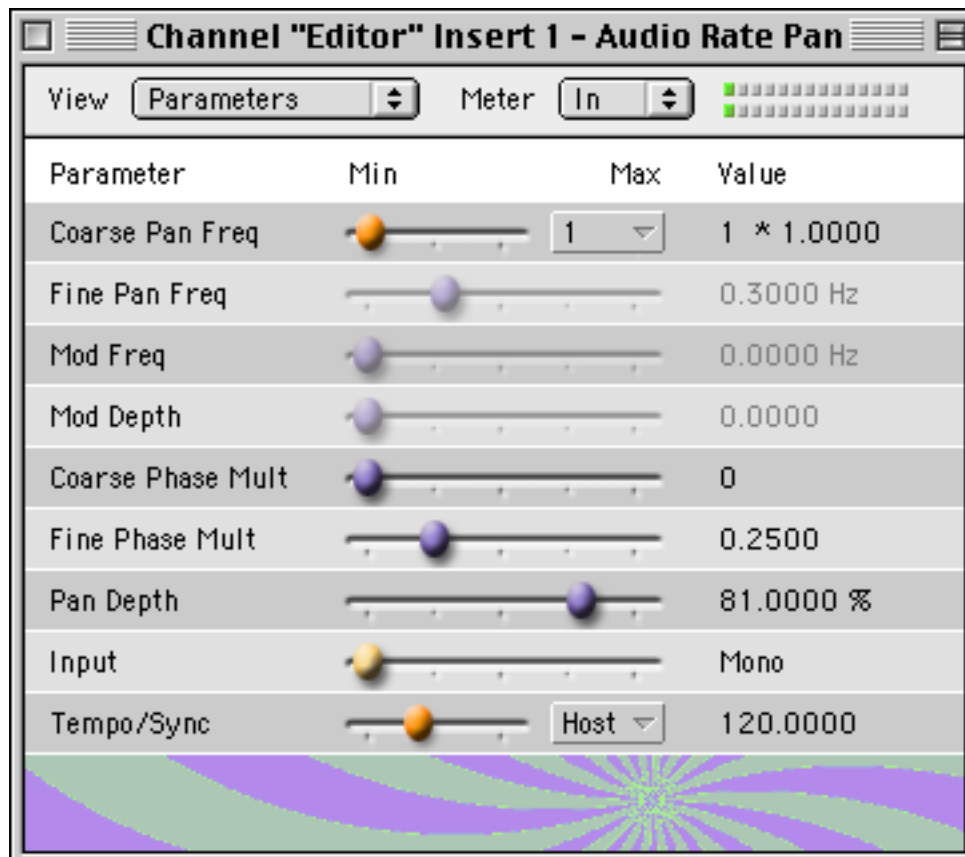 Channel "Editor" Insert 1 - Audio Rate Pan
View Parameters Meter In
Parameter Min Max Value
Coarse Pan Freq 1 1 * 1.0000
Fine Pan Freq 0.3000 Hz
Mod Freq 0.0000 Hz
Mod Depth 0.0000
Coarse Phase Mult 0
Fine Phase Mult 0.2500
Pan Depth 81.0000 %
Input Mono
Tempo/Sync Host 120.0000